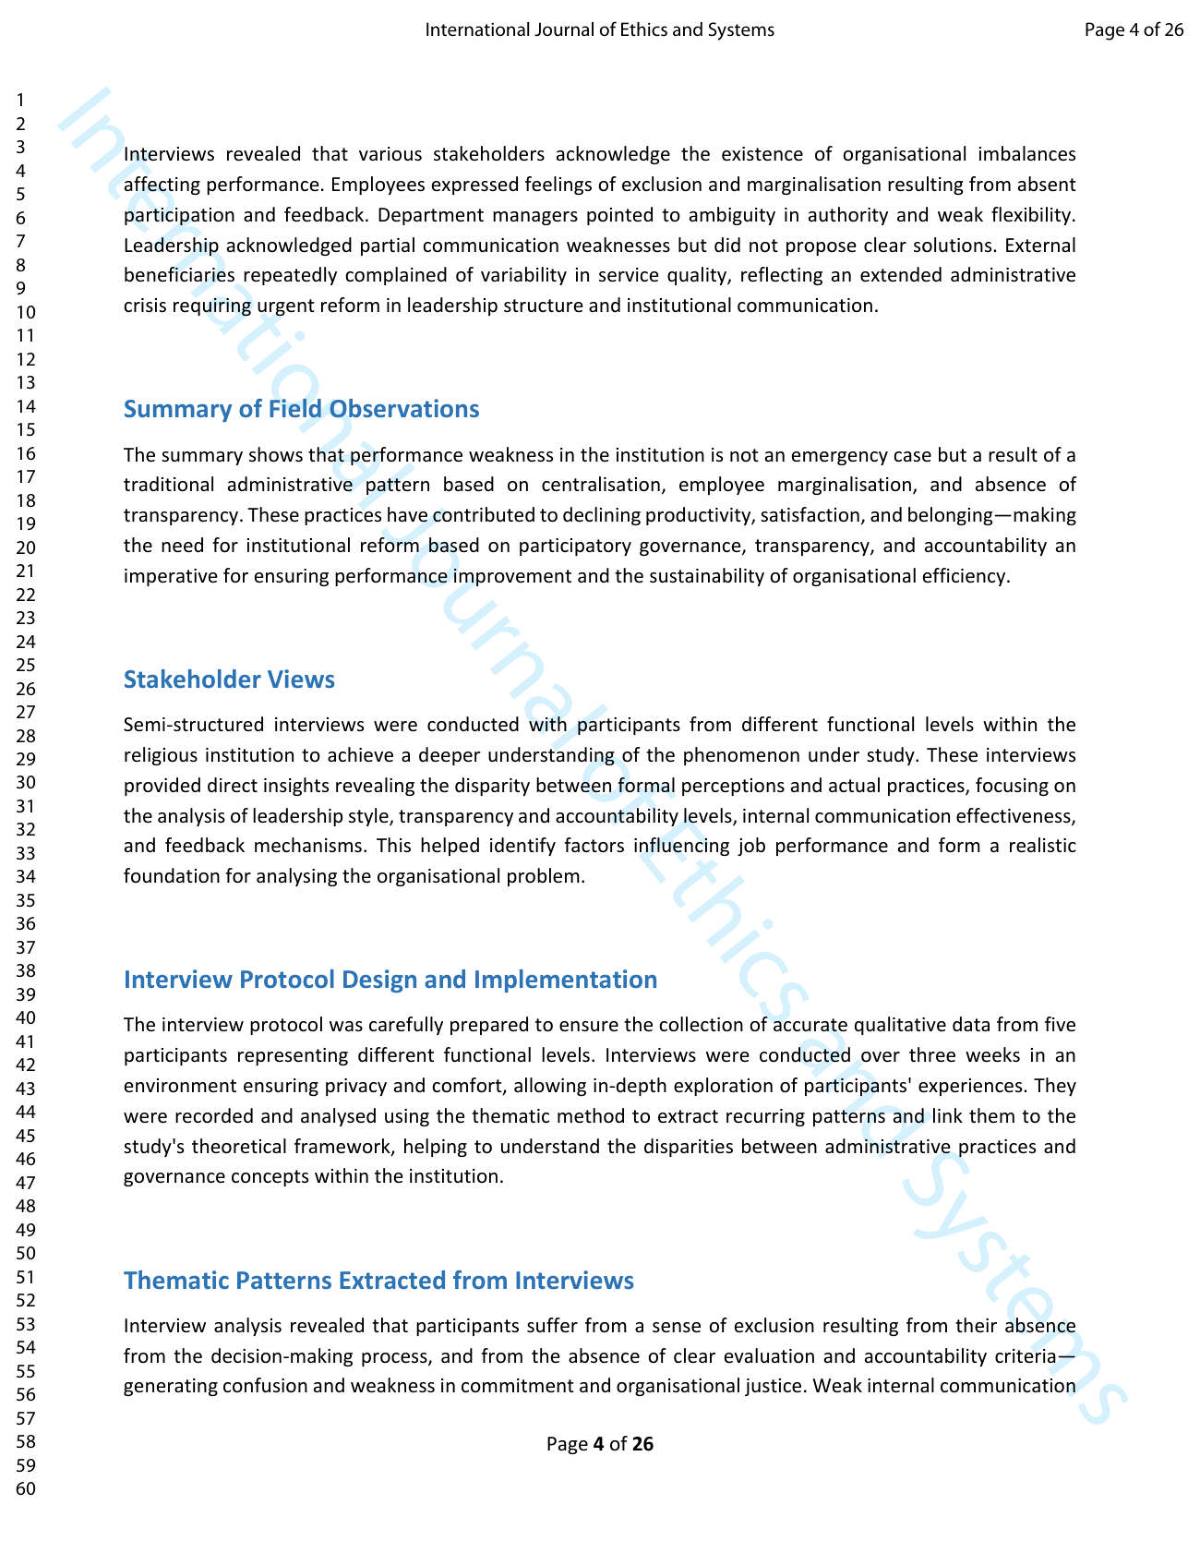 International Journal of Ethics and Systems
Page 4 of 26
1
2
3
4
5
6
7
8
9
10
11
12
13
14
15
16
17
18
19
20
21
22
23
24
25
26
27
28
29
30
31
32
33
34
35
36
37
38
39
40
41
42
43
44
45
46
47
48
49
50
51
52
53
54
55
56
57
58
59
60
Interviews revealed that various stakeholders acknowledge the existence of organisational imbalances
affecting performance. Employees expressed feelings of exclusion and marginalisation resulting from absent
participation and feedback. Department managers pointed to ambiguity in authority and weak flexibility.
Leadership acknowledged partial communication weaknesses but did not propose clear solutions. External
beneficiaries repeatedly complained of variability in service quality, reflecting an extended administrative
crisis requiring urgent reform in leadership structure and institutional communication.
Summary of Field Observations
The summary shows that performance weakness in the institution is not an emergency case but a result of a
traditional administrative pattern based on centralisation, employee marginalisation, and absence of
transparency. These practices have contributed to declining productivity, satisfaction, and belonging—making
the need for institutional reform based on participatory governance, transparency, and accountability an
imperative for ensuring performance improvement and the sustainability of organisational efficiency.
Stakeholder Views
Semi-structured interviews were conducted with participants from different functional levels within the
religious institution to achieve a deeper understanding of the phenomenon under study. These interviews
provided direct insights revealing the disparity between formal perceptions and actual practices, focusing on
the analysis of leadership style, transparency and accountability levels, internal communication effectiveness,
and feedback mechanisms. This helped identify factors influencing job performance and form a realistic
foundation for analysing the organisational problem.
Interview Protocol Design and Implementation
The interview protocol was carefully prepared to ensure the collection of accurate qualitative data from five
participants representing different functional levels. Interviews were conducted over three weeks in an
environment ensuring privacy and comfort, allowing in-depth exploration of participants' experiences. They
were recorded and analysed using the thematic method to extract recurring patterns and link them to the
study's theoretical framework, helping to understand the disparities between administrative practices and
governance concepts within the institution.
Thematic Patterns Extracted from Interviews
Interview analysis revealed that participants suffer from a sense of exclusion resulting from their absence
from the decision-making process, and from the absence of clear evaluation and accountability criteria—
generating confusion and weakness in commitment and organisational justice. Weak internal communication
Page 4 of 26
International Journal of Ethics and Systems